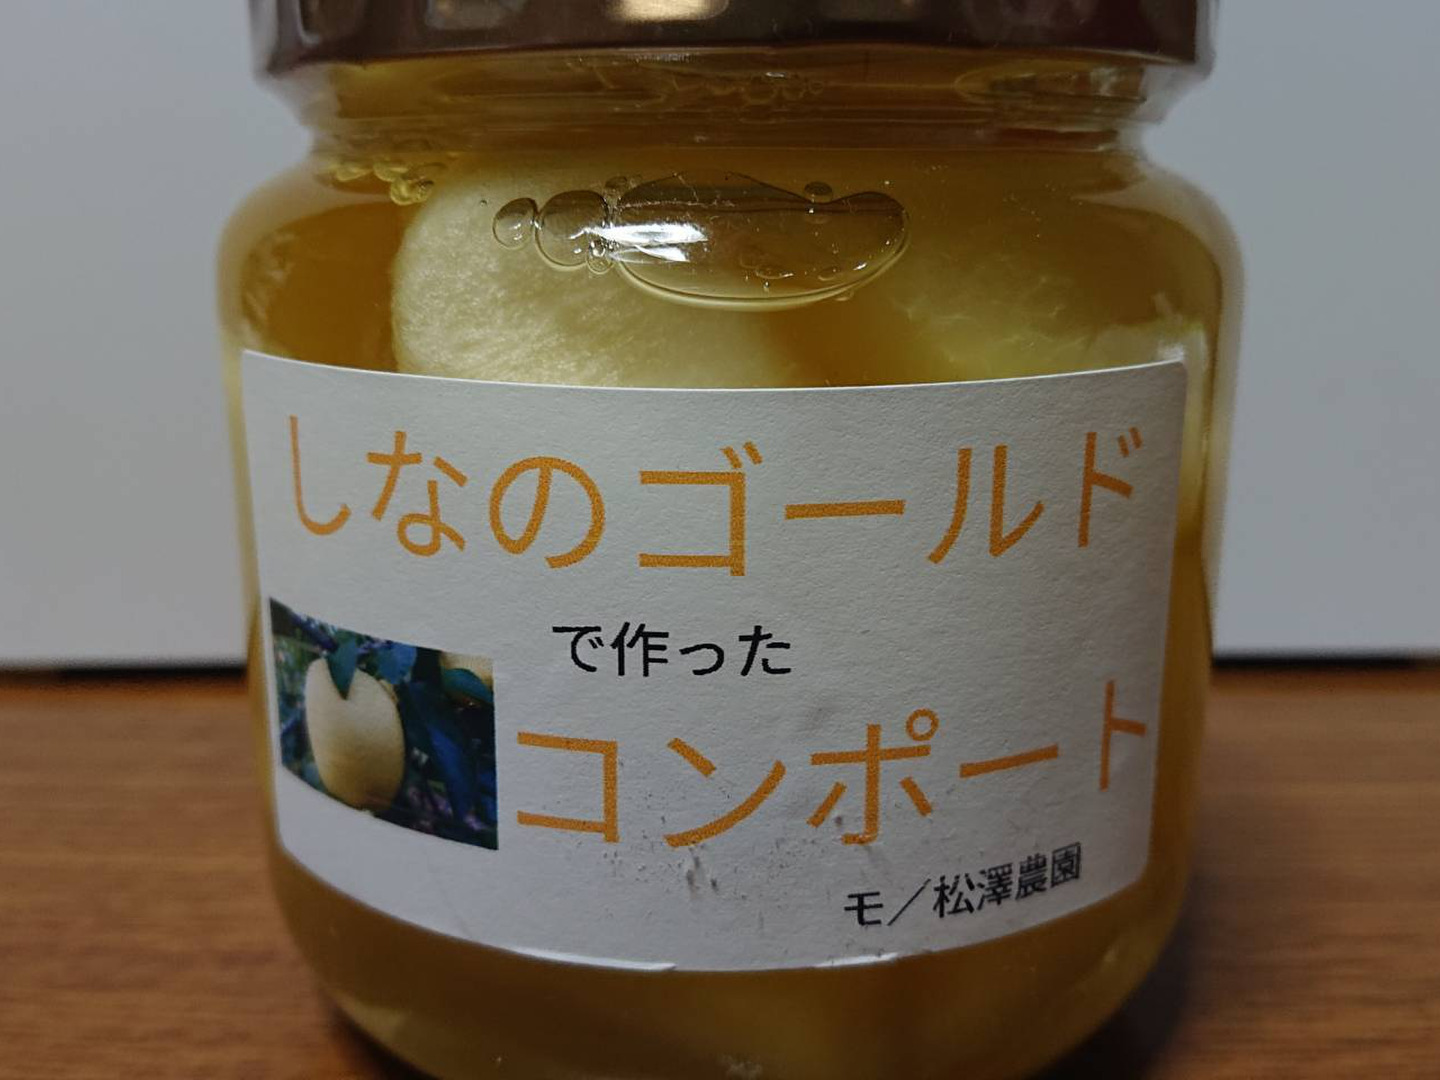 しなのゴールド
で作った
コンポート
モ／松澤農園